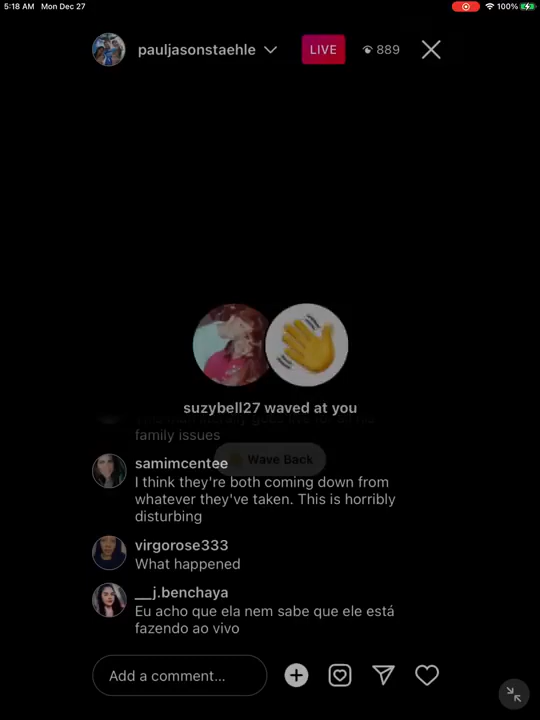 5:18 AM Mon Dec 27 100%
pauljasonstaehle LIVE 889
suzybell27 waved at you
family issues
Wave Back
samimcentee
I think they're both coming down from
whatever they've taken. This is horribly
disturbing
virgorose333
What happened
__j.benchaya
Eu acho que ela nem sabe que ele está
fazendo ao vivo
Add a comment...